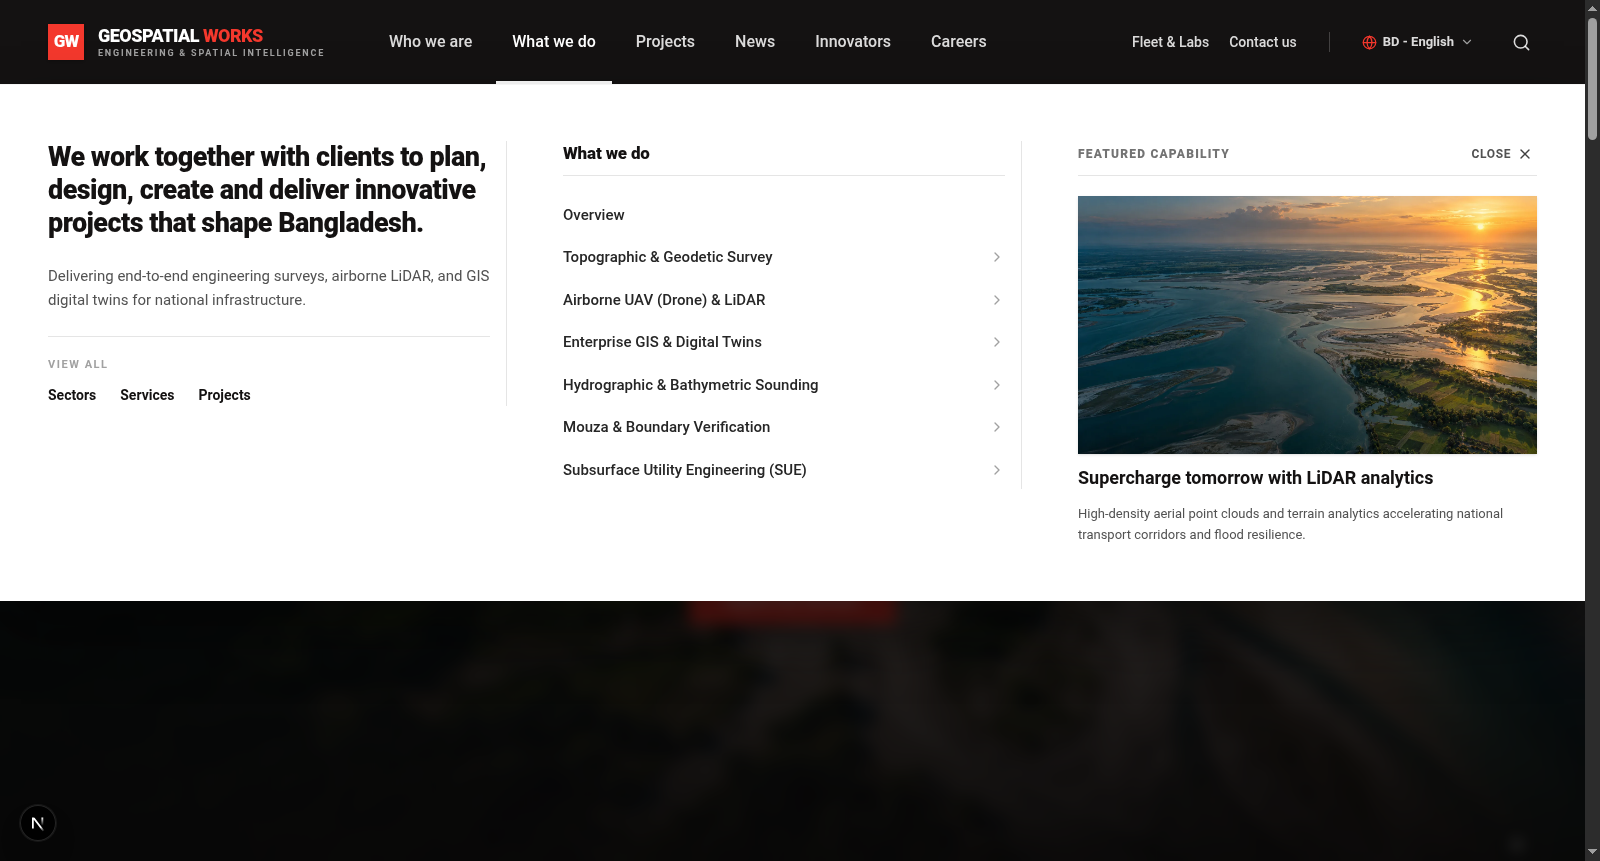 GW
GEOSPATIAL WORKS
ENGINEERING & SPATIAL INTELLIGENCE
Who we are
What we do
Projects
News
Innovators
Careers
Fleet & Labs
Contact us
BD - English
We work together with clients to plan,
design, create and deliver innovative
projects that shape Bangladesh.
Delivering end-to-end engineering surveys, airborne LiDAR, and GIS
digital twins for national infrastructure.
VIEW ALL
Sectors
Services
Projects
What we do
Overview
Topographic & Geodetic Survey
Airborne UAV (Drone) & LiDAR
Enterprise GIS & Digital Twins
Hydrographic & Bathymetric Sounding
Mouza & Boundary Verification
Subsurface Utility Engineering (SUE)
FEATURED CAPABILITY
CLOSE
Supercharge tomorrow with LiDAR analytics
High-density aerial point clouds and terrain analytics accelerating national
transport corridors and flood resilience.
N